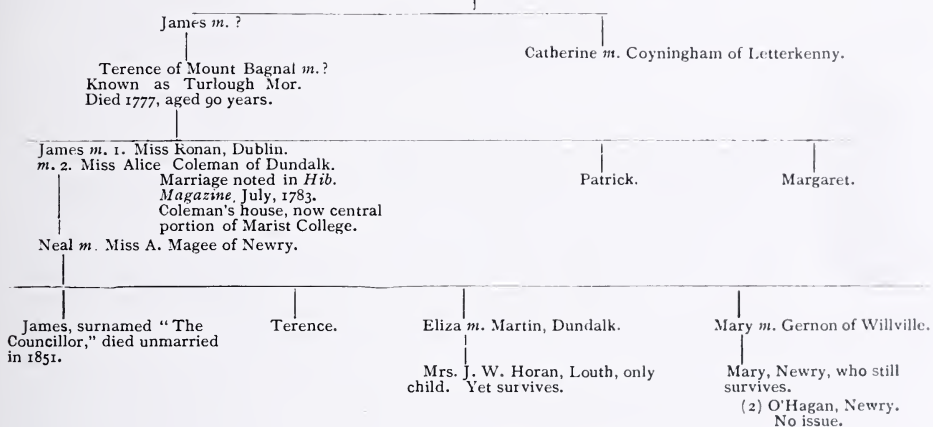 James m. ?
Catherine m. Coyningham of Letterkenny.
Terence of Mount Bagnal m. ?
Known as Turlough Mor.
Died 1777, aged 90 years.
James m. 1. Miss Ronan, Dublin.
m. 2. Miss Alice Coleman of Dundalk.
Marriage noted in Hib.
Magazine, July, 1783.
Coleman's house, now central
portion of Marist College.
Patrick.
Margaret.
Neal m. Miss A. Magee of Newry.
James, surnamed "The
Councillor," died unmarried
in 1851.
Terence.
Eliza m. Martin, Dundalk.
Mrs. J. W. Horan, Louth, only
child. Yet survives.
Mary m. Gernon of Willville.
Mary, Newry, who still
survives.
(2) O'Hagan, Newry.
No issue.